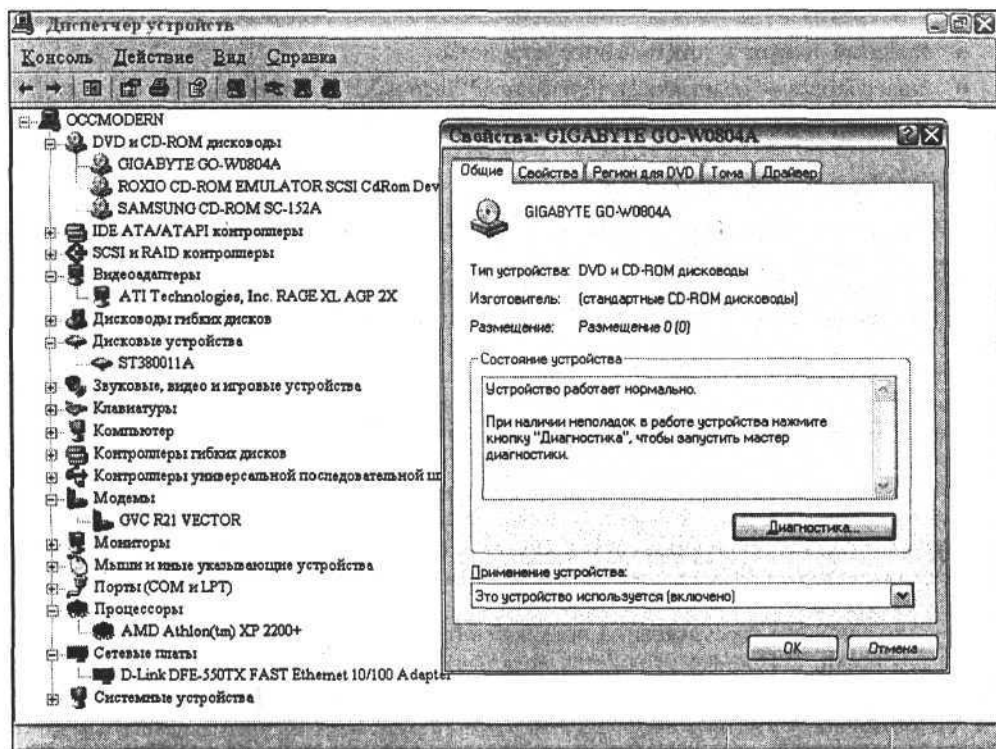 Диспетчер устройств
Консоль Действие Вид Справка
OCCMODERN
DVD и CD-ROM дисководы
GIGABYTE GO-W0804A
ROXIO CD-ROM EMULATOR SCSI CdRom Dev
SAMSUNG CD-ROM SC-152A
IDE ATA/ATAPI контроллеры
SCSI и RAID контроллеры
Видеоадаптеры
ATI Technologies, Inc. RAGE XL AGP 2X
Дисководы гибких дисков
Дисковые устройства
ST380011A
Звуковые, видео и игровые устройства
Клавиатуры
Компьютер
Контроллеры гибких дисков
Контроллеры универсальной последовательной ш
Модемы
GVC R21 VECTOR
Мониторы
Мыши и иные указывающие устройства
Порты (COM и LPT)
Процессоры
AMD Athlon(tm) XP 2200+
Сетевые платы
D-Link DFE-550TX FAST Ethernet 10/100 Adapter
Системные устройства
Свойства: GIGABYTE GO-W0804A
Общие Свойства Регион для DVD Тома Драйвер
GIGABYTE GO-W0804A
Тип устройства: DVD и CD-ROM дисководы
Изготовитель: (стандартные CD-ROM дисководы)
Размещение: Размещение 0 (0)
Состояние устройства
Устройство работает нормально.
При наличии неполадок в работе устройства нажмите
кнопку "Диагностика", чтобы запустить мастер
диагностики.
Диагностика...
Применение устройства:
Это устройство используется (включено)
OK Отмена